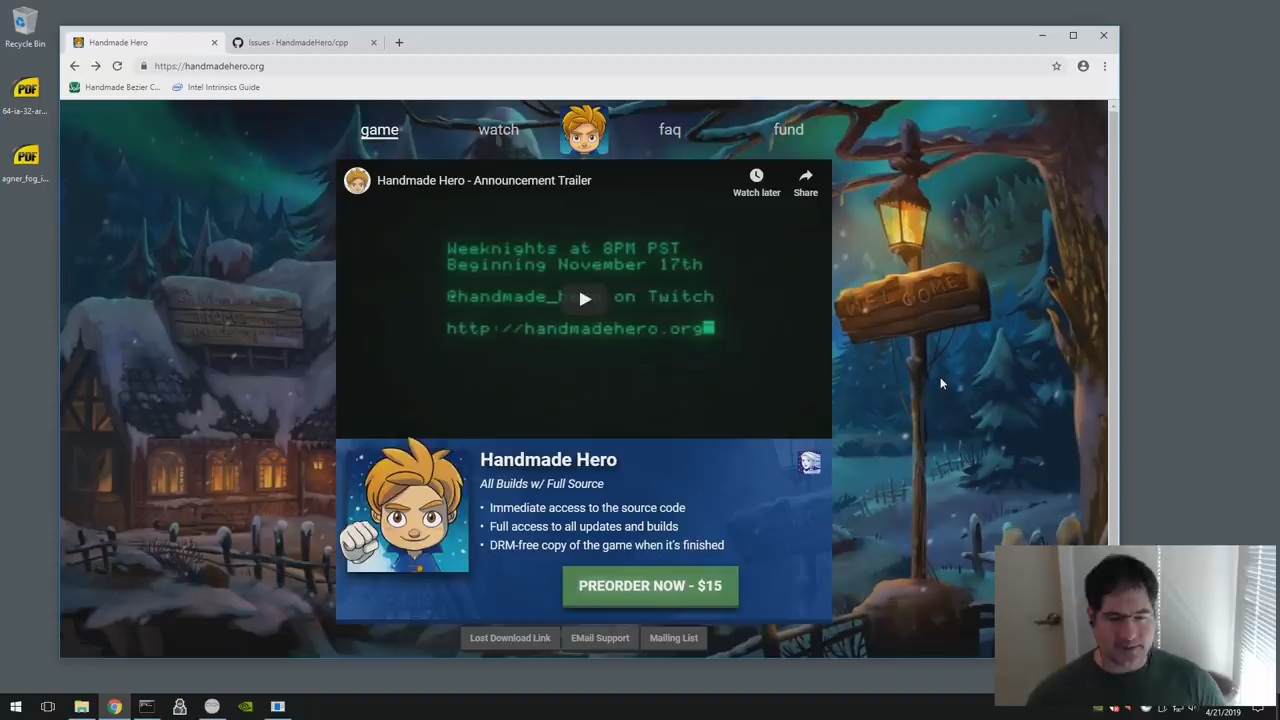 Recycle Bin
64-ia-32-ar...
agner_fog_i...
Handmade Hero
Issues · HandmadeHero/cpp
https://handmadehero.org
Handmade Bezier C...
Intel Intrinsics Guide
game
watch
faq
fund
Handmade Hero - Announcement Trailer
Watch later
Share
Weeknights at 8PM PST
Beginning November 17th
@handmade_he on Twitch
http://handmadehero.org
WELCOME
Handmade Hero
All Builds w/ Full Source
• Immediate access to the source code
• Full access to all updates and builds
• DRM-free copy of the game when it's finished
PREORDER NOW - $15
Lost Download Link
EMail Support
Mailing List
4/21/2019